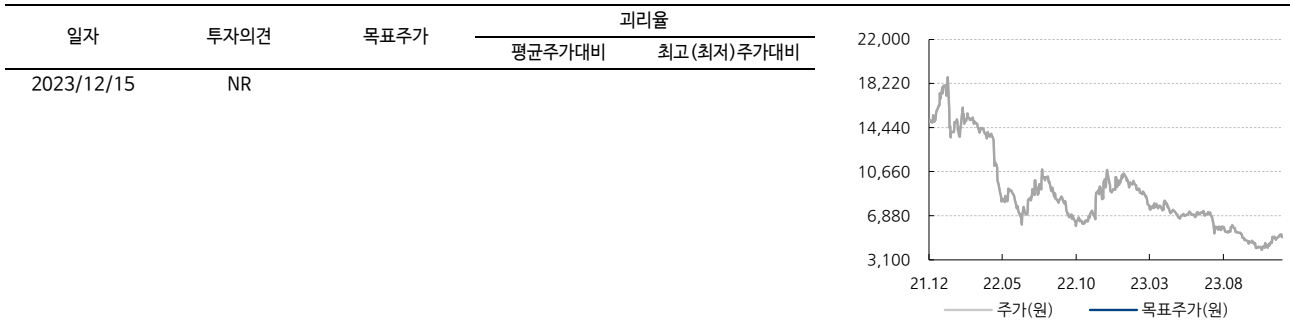 일자 투자의견 목표주가 괴리율
평균주가대비 최고(최저)주가대비
2023/12/15 NR
22,000
18,220
14,440
10,660
6,880
3,100
21.12 22.05 22.10 23.03 23.08
주가(원) 목표주가(원)